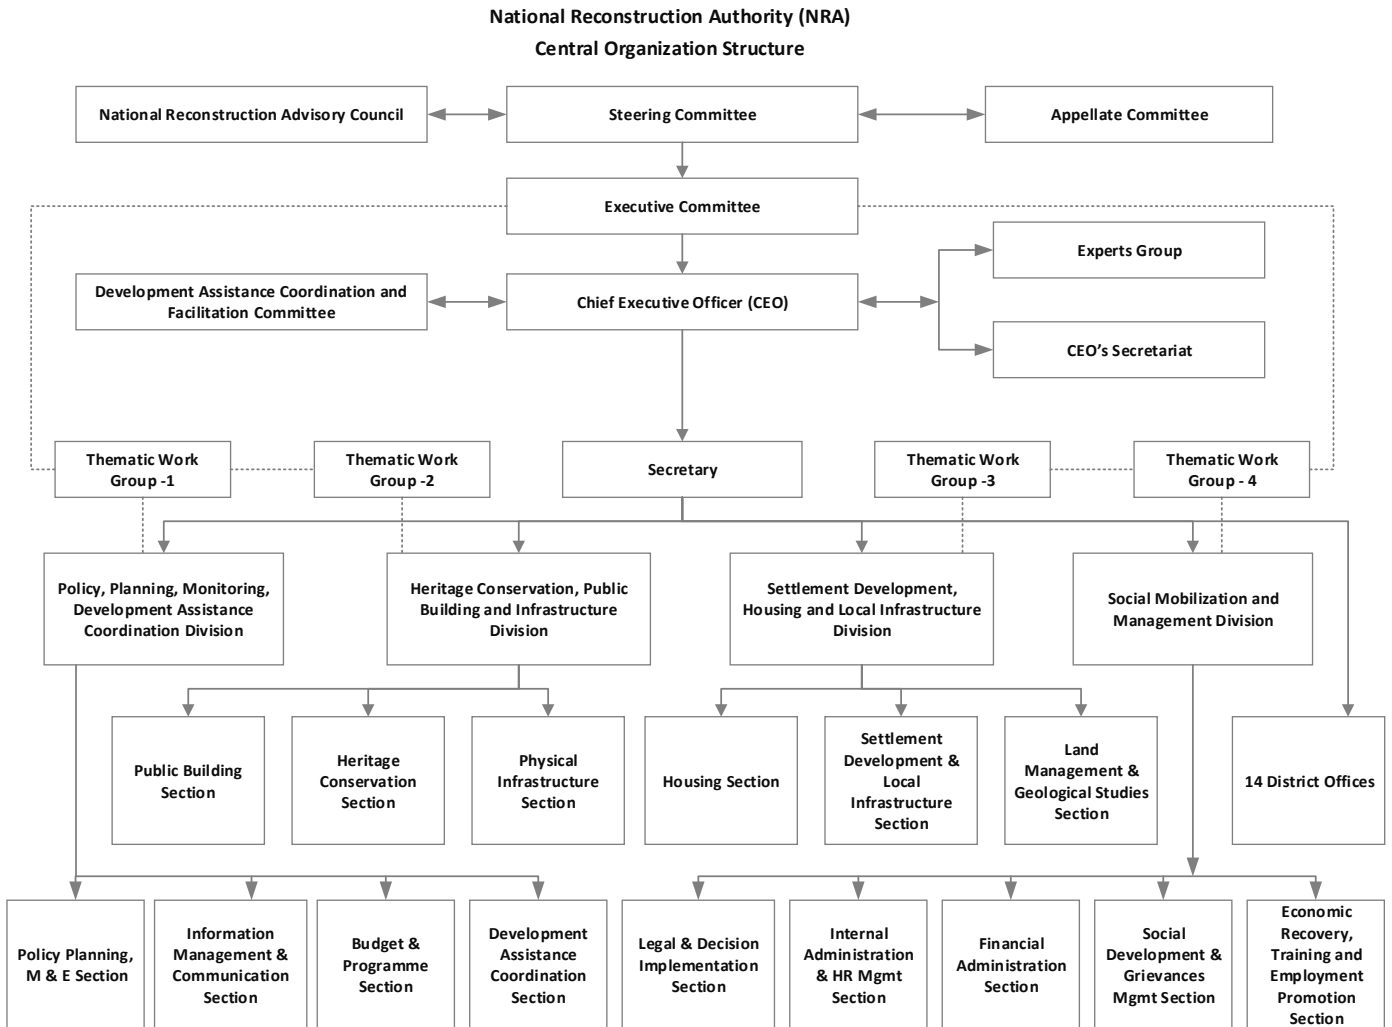 National Reconstruction Authority (NRA)
Central Organization Structure
National Reconstruction Advisory Council
Steering Committee
Appellate Committee
Executive Committee
Experts Group
Development Assistance Coordination and
Facilitation Committee
Chief Executive Officer (CEO)
CEO’s Secretariat
Thematic Work
Group -1
Thematic Work
Group -2
Secretary
Thematic Work
Group -3
Thematic Work
Group - 4
Policy, Planning, Monitoring,
Development Assistance
Coordination Division
Heritage Conservation, Public
Building and Infrastructure
Division
Settlement Development,
Housing and Local Infrastructure
Division
Social Mobilization and
Management Division
Public Building
Section
Heritage
Conservation
Section
Physical
Infrastructure
Section
Housing Section
Settlement
Development &
Local
Infrastructure
Section
Land
Management &
Geological Studies
Section
14 District Offices
Policy Planning,
M & E Section
Information
Management &
Communication
Section
Budget &
Programme
Section
Development
Assistance
Coordination
Section
Legal & Decision
Implementation
Section
Internal
Administration
& HR Mgmt
Section
Financial
Administration
Section
Social
Development &
Grievances
Mgmt Section
Economic
Recovery,
Training and
Employment
Promotion
Section